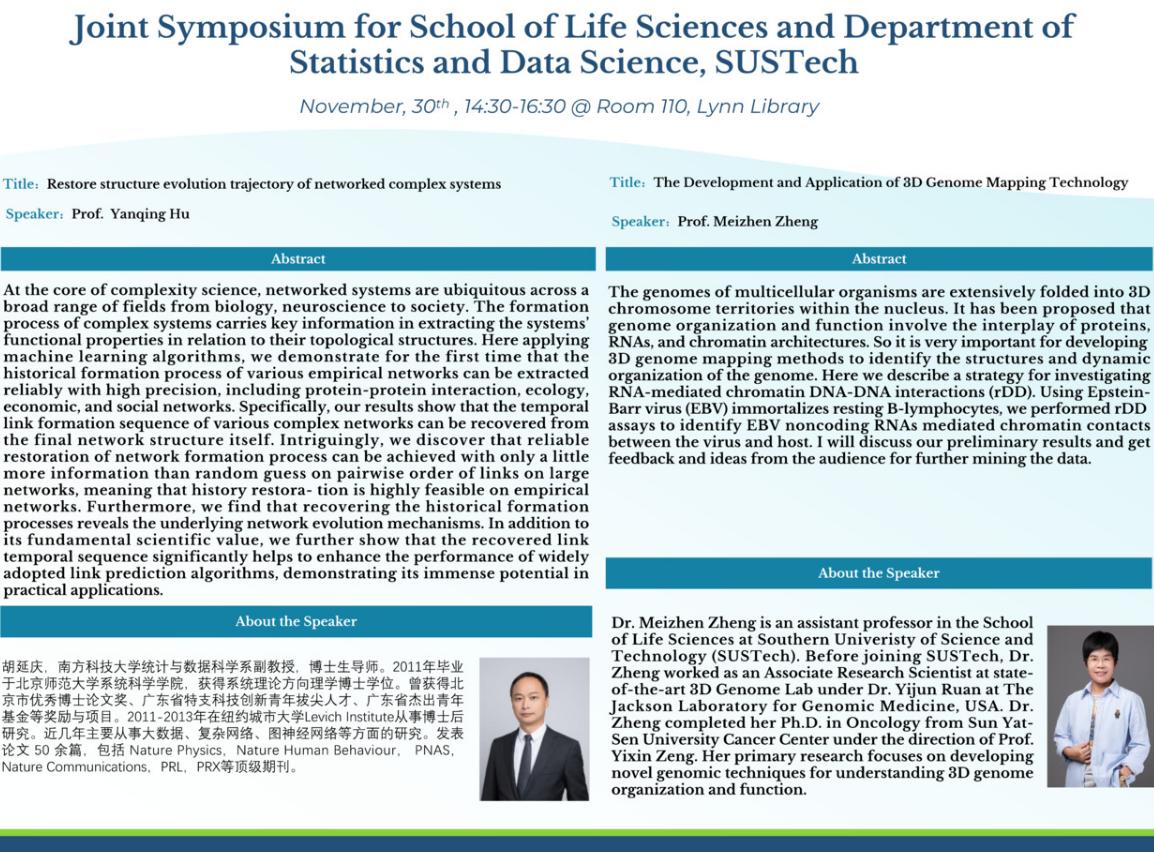 Joint Symposium for School of Life Sciences and Department of
Statistics and Data Science, SUSTech
November, 30th , 14:30-16:30 @ Room 110, Lynn Library
Title: Restore structure evolution trajectory of networked complex systems
Speaker: Prof. Yanqing Hu
Abstract
At the core of complexity science, networked systems are ubiquitous across a
broad range of fields from biology, neuroscience to society. The formation
process of complex systems carries key information in extracting the systems'
functional properties in relation to their topological structures. Here applying
machine learning algorithms, we demonstrate for the first time that the
historical formation process of various empirical networks can be extracted
reliably with high precision, including protein-protein interaction, ecology,
economic, and social networks. Specifically, our results show that the temporal
link formation sequence of various complex networks can be recovered from
the final network structure itself. Intriguingly, we discover that reliable
restoration of network formation process can be achieved with only a little
more information than random guess on pairwise order of links on large
networks, meaning that history restora- tion is highly feasible on empirical
networks. Furthermore, we find that recovering the historical formation
processes reveals the underlying network evolution mechanisms. In addition to
its fundamental scientific value, we further show that the recovered link
temporal sequence significantly helps to enhance the performance of widely
adopted link prediction algorithms, demonstrating its immense potential in
practical applications.
About the Speaker
胡延庆，南方科技大学统计与数据科学系副教授，博士生导师。2011年毕业
于北京师范大学系统科学学院，获得系统理论方向理学博士学位。曾获得北
京市优秀博士论文奖、广东省特支科技创新青年拔尖人才、广东省杰出青年
基金等奖励与项目。2011-2013年在纽约城市大学Levich Institute从事博士后
研究。近几年主要从事大数据、复杂网络、图神经网络等方面的研究。发表
论文 50 余篇，包括 Nature Physics，Nature Human Behaviour， PNAS，
Nature Communications，PRL，PRX等顶级期刊。
Title: The Development and Application of 3D Genome Mapping Technology
Speaker: Prof. Meizhen Zheng
Abstract
The genomes of multicellular organisms are extensively folded into 3D
chromosome territories within the nucleus. It has been proposed that
genome organization and function involve the interplay of proteins,
RNAs, and chromatin architectures. So it is very important for developing
3D genome mapping methods to identify the structures and dynamic
organization of the genome. Here we describe a strategy for investigating
RNA-mediated chromatin DNA-DNA interactions (rDD). Using Epstein-
Barr virus (EBV) immortalizes resting B-lymphocytes, we performed rDD
assays to identify EBV noncoding RNAs mediated chromatin contacts
between the virus and host. I will discuss our preliminary results and get
feedback and ideas from the audience for further mining the data.
About the Speaker
Dr. Meizhen Zheng is an assistant professor in the School
of Life Sciences at Southern Univeristy of Science and
Technology (SUSTech). Before joining SUSTech, Dr.
Zheng worked as an Associate Research Scientist at state-
of-the-art 3D Genome Lab under Dr. Yijun Ruan at The
Jackson Laboratory for Genomic Medicine, USA. Dr.
Zheng completed her Ph.D. in Oncology from Sun Yat-
Sen University Cancer Center under the direction of Prof.
Yixin Zeng. Her primary research focuses on developing
novel genomic techniques for understanding 3D genome
organization and function.